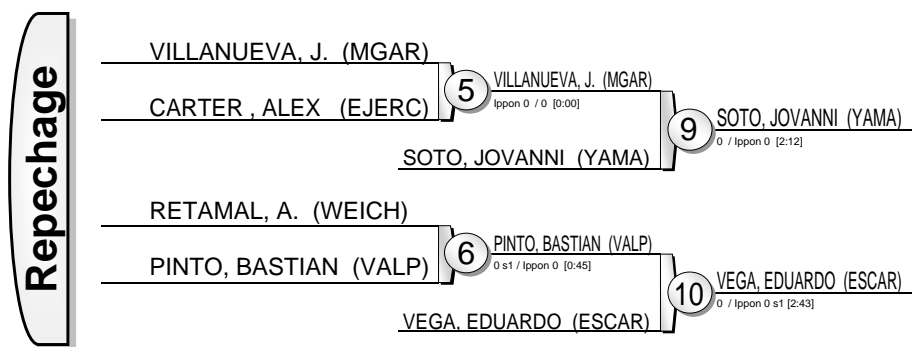 Repechage
VILLANUEVA, J. (MGAR)
CARTER , ALEX (EJERC)
5
VILLANUEVA, J. (MGAR)
Ippon 0 / 0 [0:00]
SOTO, JOVANNI (YAMA)
9
SOTO, JOVANNI (YAMA)
0 / Ippon 0 [2:12]
RETAMAL, A. (WEICH)
PINTO, BASTIAN (VALP)
6
PINTO, BASTIAN (VALP)
0 s1 / Ippon 0 [0:45]
VEGA, EDUARDO (ESCAR)
10
VEGA, EDUARDO (ESCAR)
0 / Ippon 0 s1 [2:43]